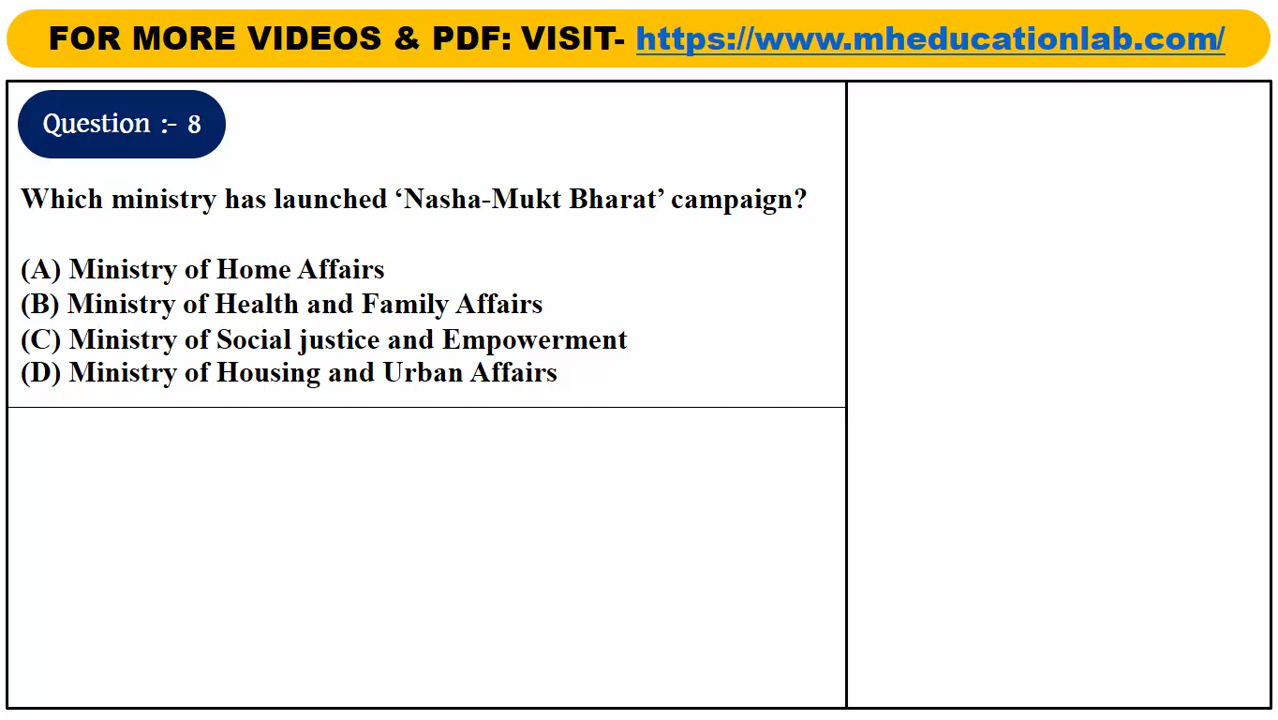 FOR MORE VIDEOS & PDF: VISIT- https://www.mheducationlab.com/
Question :- 8
Which ministry has launched ‘Nasha-Mukt Bharat’ campaign?
(A) Ministry of Home Affairs
(B) Ministry of Health and Family Affairs
(C) Ministry of Social justice and Empowerment
(D) Ministry of Housing and Urban Affairs